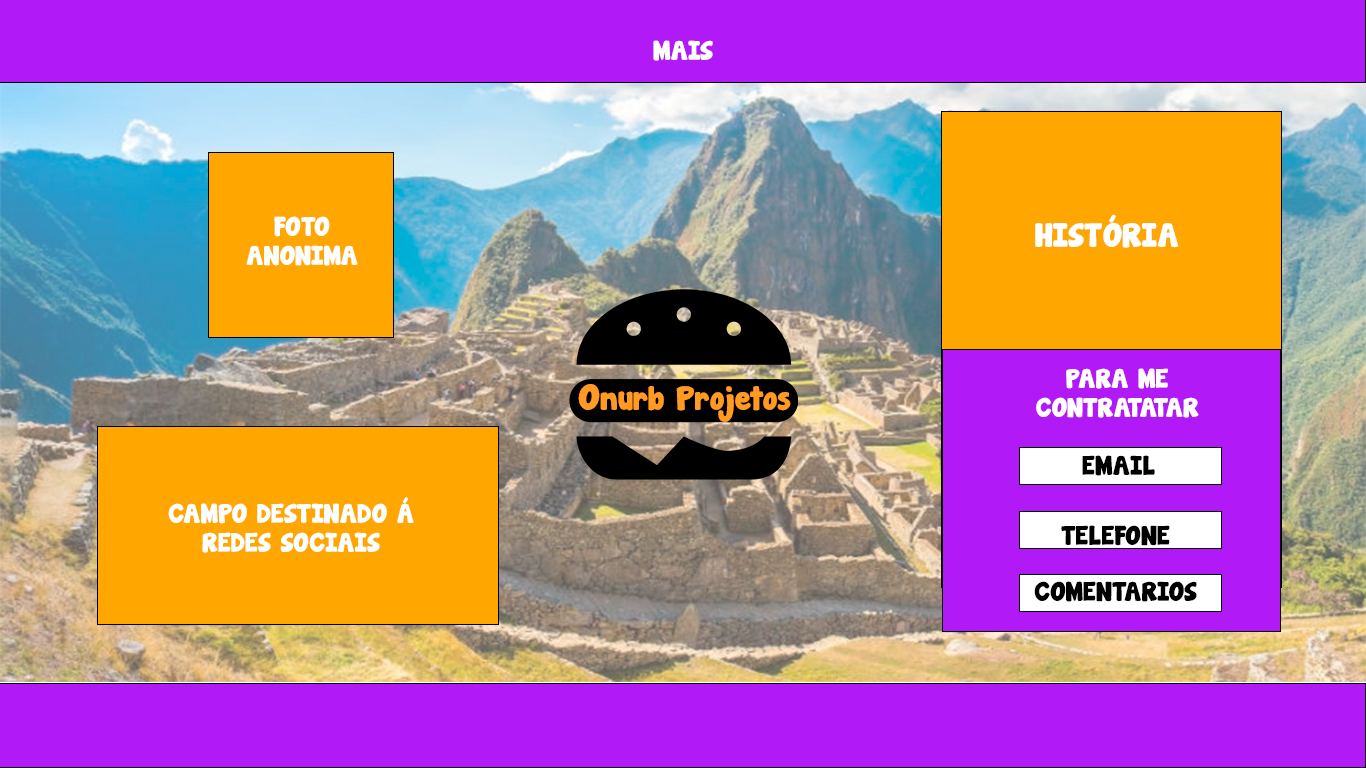 MAIS
FOTO
ANONIMA
HISTÓRIA
Onurb Projetos
PARA ME
CONTRATATAR
EMAIL
TELEFONE
COMENTARIOS
CAMPO DESTINADO Á
REDES SOCIAIS